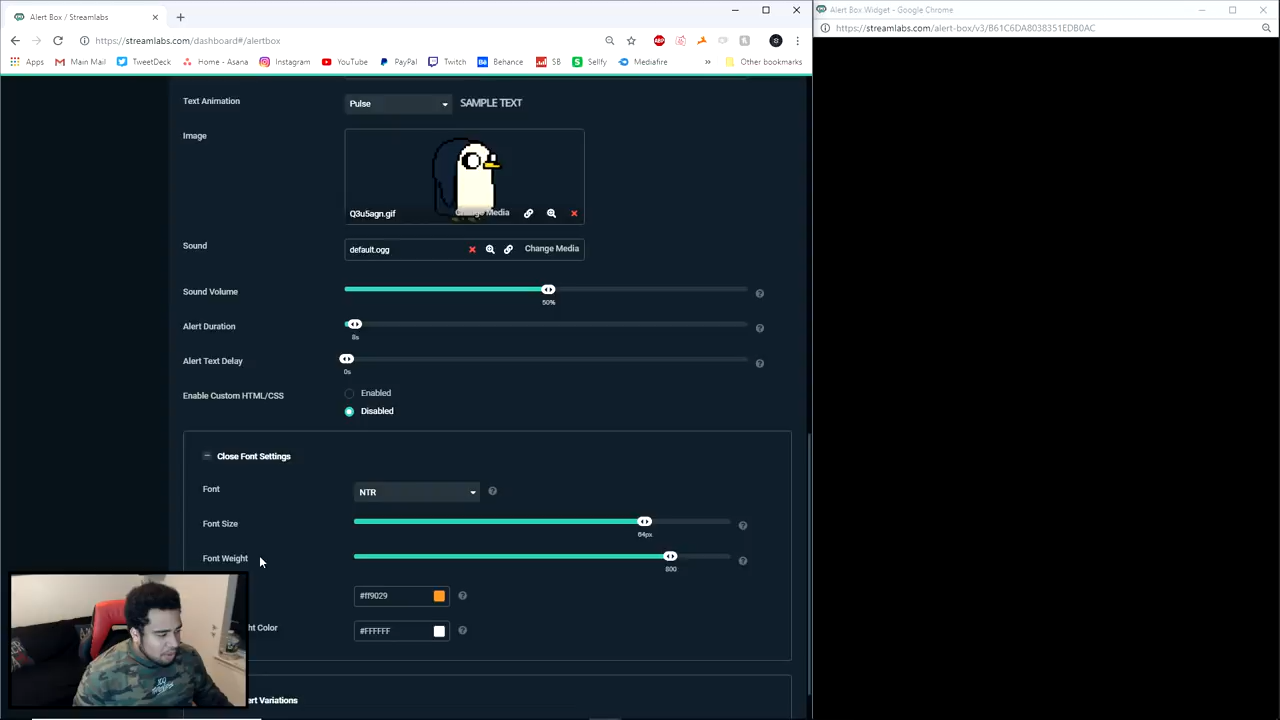 Alert Box / Streamlabs
Alert Box Widget - Google Chrome
https://streamlabs.com/dashboard#/alertbox
https://streamlabs.com/alert-box/v3/B61C6DA8038351EDB0AC
Apps
Main Mail
TweetDeck
Home - Asana
Instagram
YouTube
PayPal
Twitch
Behance
SB
Sellfy
Mediafire
»
Other bookmarks
Text Animation
Pulse
SAMPLE TEXT
Image
Q3u5agn.gif
Change Media
Sound
default.ogg
Change Media
Sound Volume
50%
Alert Duration
8s
Alert Text Delay
0s
Enable Custom HTML/CSS
Enabled
Disabled
Close Font Settings
Font
NTR
Font Size
64px
Font Weight
800
#ff9029
ht Color
#FFFFFF
ert Variations